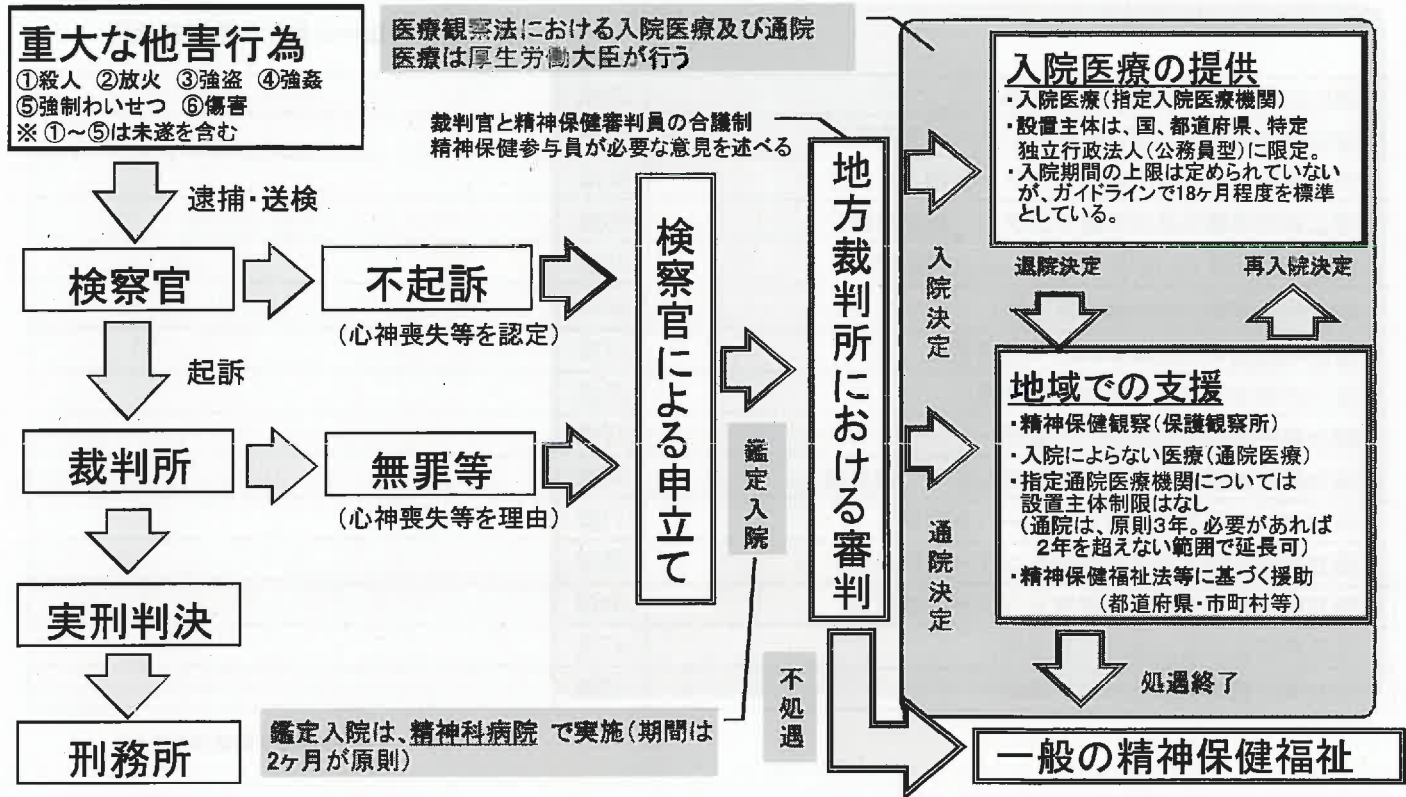 重大な他害行為
①殺人 ②放火 ③強盗 ④強姦
⑤強制わいせつ ⑥傷害
※ ①～⑤は未遂を含む
逮捕・送検
検察官
不起訴
(心神喪失等を認定)
起訴
裁判所
無罪等
(心神喪失等を理由)
実刑判決
刑務所
医療観察法における入院医療及び通院
医療は厚生労働大臣が行う
裁判官と精神保健審判員の合議制
精神保健参与員が必要な意見を述べる
検察官による申立て
鑑定入院
鑑定入院は、精神科病院 で実施(期間は
2ヶ月が原則)
地方裁判所における審判
入院決定
通院決定
不処遇
入院医療の提供
・入院医療(指定入院医療機関)
・設置主体は、国、都道府県、特定
独立行政法人(公務員型)に限定。
・入院期間の上限は定められていない
が、ガイドラインで18ヶ月程度を標準
としている。
退院決定
再入院決定
地域での支援
・精神保健観察(保護観察所)
・入院によらない医療(通院医療)
・指定通院医療機関については
設置主体制限はなし
(通院は、原則3年。必要があれば
2年を超えない範囲で延長可)
・精神保健福祉法等に基づく援助
(都道府県・市町村等)
処遇終了
一般の精神保健福祉